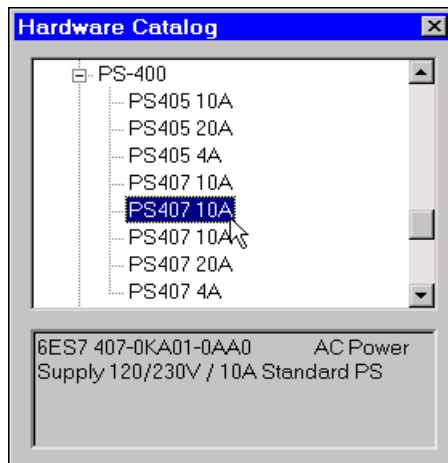 Hardware Catalog
PS-400
PS405 10A
PS405 20A
PS405 4A
PS407 10A
PS407 10A
PS407 10A
PS407 20A
PS407 4A
6ES7 407-0KA01-0AA0 AC Power
Supply 120/230V / 10A Standard PS